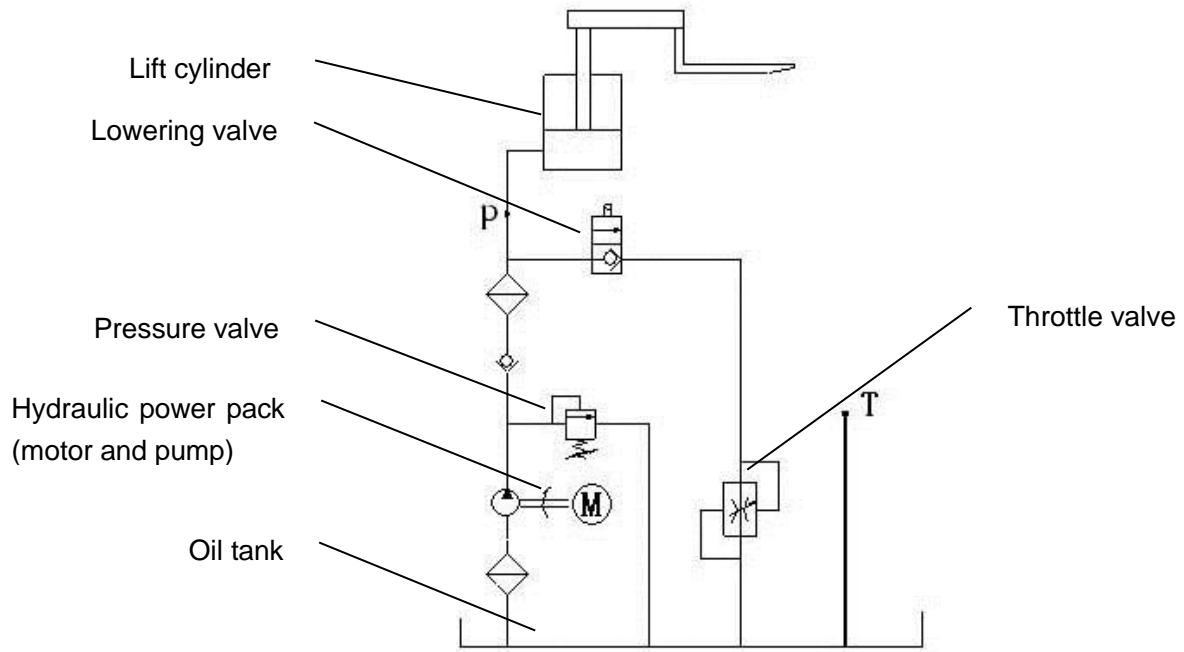 Lift cylinder
Lowering valve
p
Pressure valve
Throttle valve
Hydraulic power pack
(motor and pump)
T
M
Oil tank